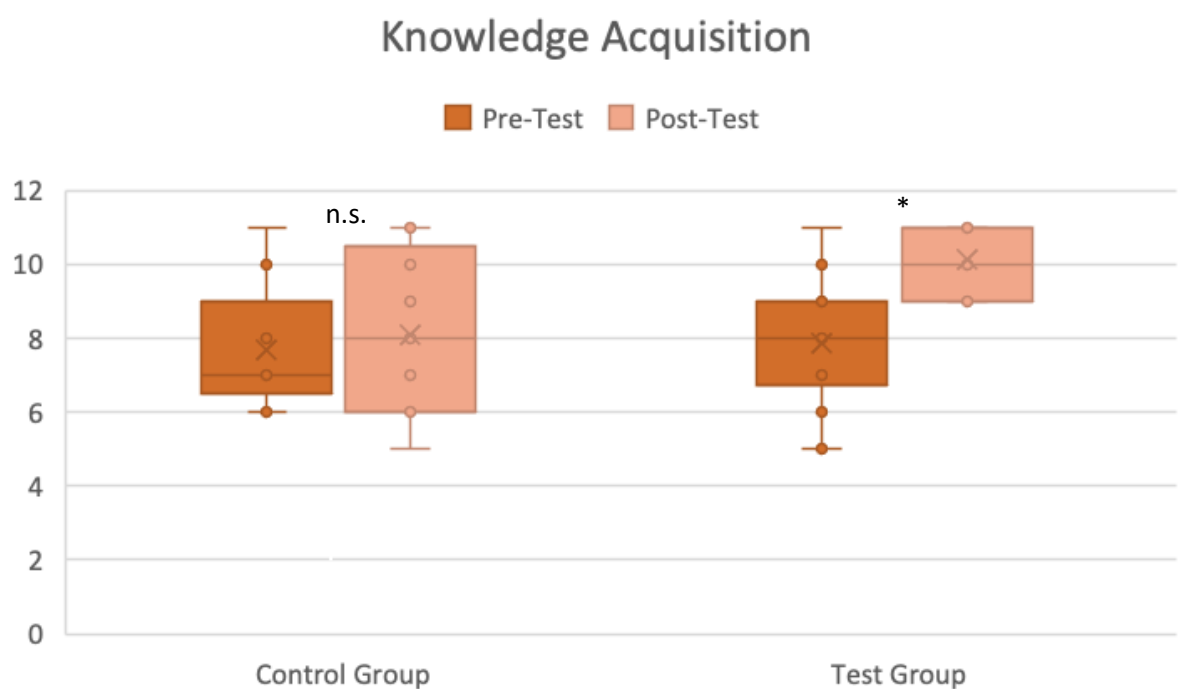 Knowledge Acquisition
Pre-Test Post-Test
12
n.s. *
10
8
6
4
2
0
Control Group Test Group